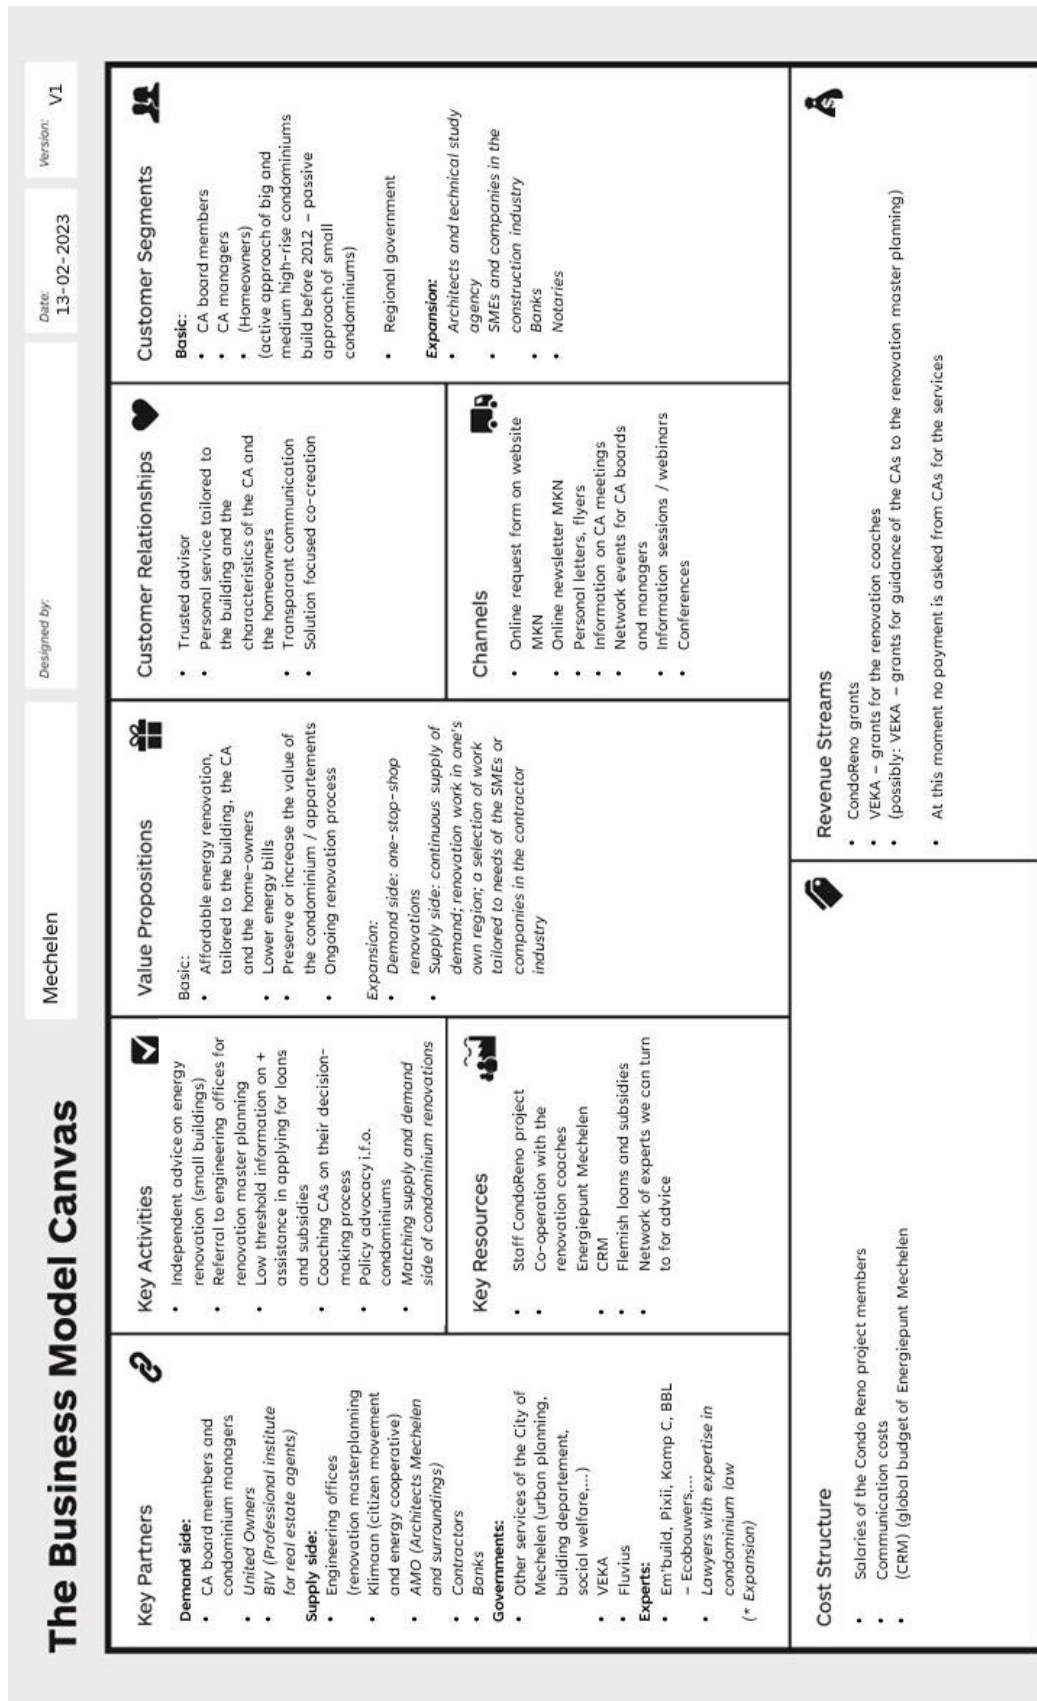 The Business Model Canvas
Mechelen
Designed by:
Date:
13-02-2023
Version:
V1
Key Partners
Demand side:
• CA board members and
condominium managers
• United Owners
• BIV (Professional institute
for real estate agents)
Supply side:
• Engineering offices
(renovation masterplanning
• Klimaan (citizen movement
and energy cooperative)
• AMO (Architects Mechelen
and surroundings)
• Contractors
• Banks
Governments:
• Other services of the City of
Mechelen (urban planning,
building departement,
social welfare,...)
• VEKA
• Fluvius
Experts:
• Em'build, Pixii, Kamp C, BBL
– Ecobouwers,...
• Lawyers with expertise in
condominium law
(* Expansion)
Key Activities
• Independent advice on energy
renovation (small buildings)
• Referral to engineering offices for
renovation master planning
• Low threshold information on +
assistance in applying for loans
and subsidies
• Coaching CAs on their decision-
making process
• Policy advocacy i.f.o.
condominiums
• Matching supply and demand
side of condominium renovations
Key Resources
• Staff CondoReno project
• Co-operation with the
renovation coaches
Energiepunt Mechelen
• CRM
• Flemish loans and subsidies
• Network of experts we can turn
to for advice
Value Propositions
Basic:
• Affordable energy renovation,
tailored to the building, the CA
and the home-owners
• Lower energy bills
• Preserve or increase the value of
the condominium / appartements
• Ongoing renovation process
Expansion:
• Demand side: one-stop-shop
renovations
• Supply side: continuous supply of
demand; renovation work in one's
own region; a selection of work
tailored to needs of the SMEs or
companies in the contractor
industry
Customer Relationships
• Trusted advisor
• Personal service tailored to
the building and the
characteristics of the CA and
the homeowners
• Transparant communication
• Solution focused co-creation
Channels
• Online request form on website
MKN
• Online newsletter MKN
• Personal letters, flyers
• Information on CA meetings
• Network events for CA boards
and managers
• Information sessions / webinars
• Conferences
Customer Segments
Basic:
• CA board members
• CA managers
• (Homeowners)
(active approach of big and
medium high-rise condominiums
build before 2012 – passive
approach of small
condominiums)
• Regional government
Expansion:
• Architects and technical study
agency
• SMEs and companies in the
construction industry
• Banks
• Notaries
Cost Structure
• Salaries of the Condo Reno project members
• Communication costs
• (CRM) (global budget of Energiepunt Mechelen
Revenue Streams
• CondoReno grants
• VEKA – grants for the renovation coaches
• (possibly: VEKA – grants for guidance of the CAs to the renovation master planning)
• At this moment no payment is asked from CAs for the services